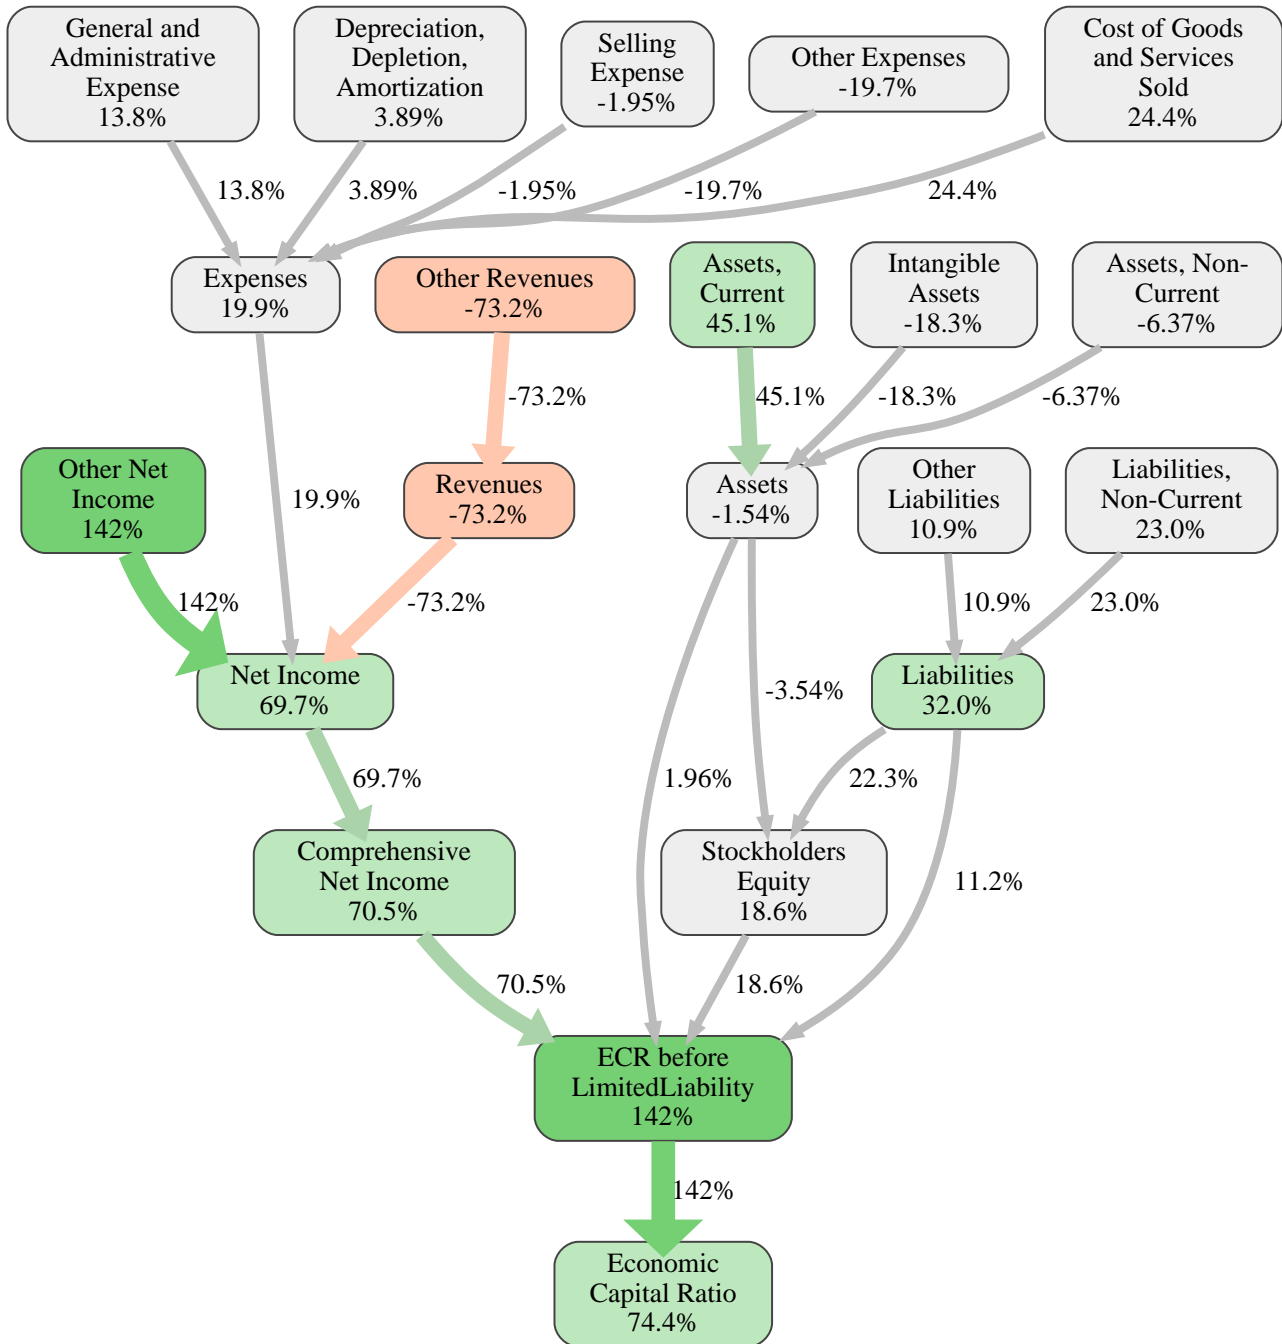 General and
Administrative
Expense
13.8%
Depreciation,
Depletion,
Amortization
3.89%
Selling
Expense
-1.95%
Other Expenses
-19.7%
Cost of Goods
and Services
Sold
24.4%
13.8%
3.89%
-1.95%
-19.7%
24.4%
Expenses
19.9%
Other Revenues
-73.2%
Assets,
Current
45.1%
Intangible
Assets
-18.3%
Assets, Non-
Current
-6.37%
-73.2%
45.1%
-18.3%
-6.37%
Other Net
Income
142%
19.9%
Revenues
-73.2%
Assets
-1.54%
Other
Liabilities
10.9%
Liabilities,
Non-Current
23.0%
142%
-73.2%
10.9%
23.0%
Net Income
69.7%
-3.54%
Liabilities
32.0%
69.7%
1.96%
22.3%
Comprehensive
Net Income
70.5%
Stockholders
Equity
18.6%
11.2%
70.5%
18.6%
ECR before
LimitedLiability
142%
142%
Economic
Capital Ratio
74.4%